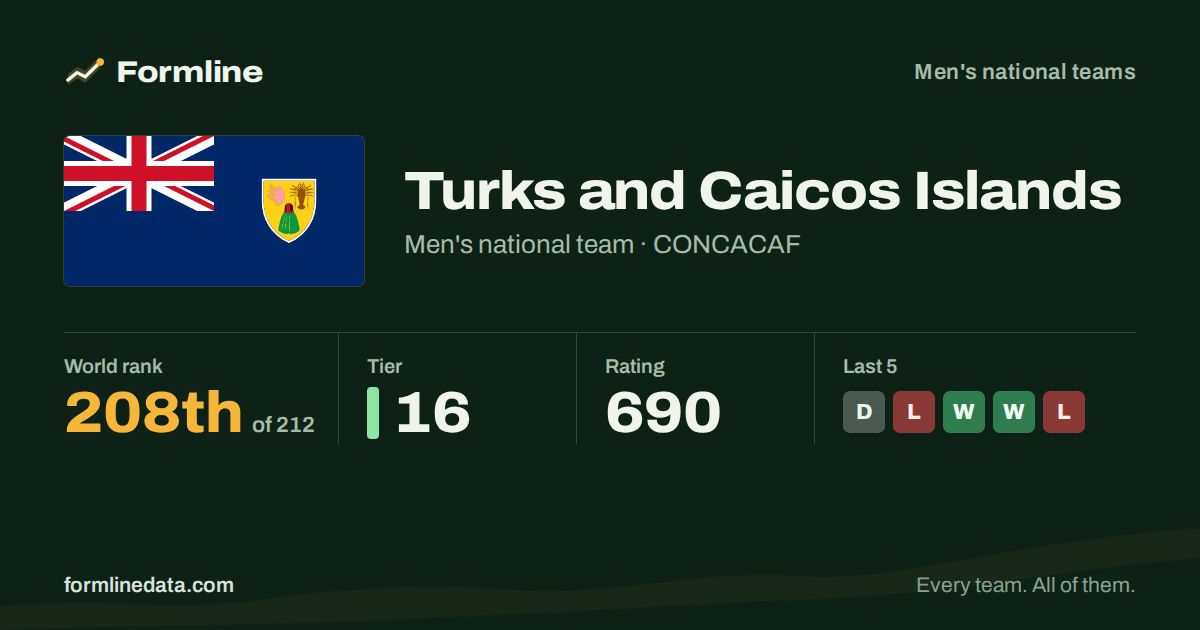 Formline
Men's national teams
Turks and Caicos Islands
Men's national team · CONCACAF
World rank
208th of 212
Tier
16
Rating
690
Last 5
D L W W L
formlinedata.com
Every team. All of them.